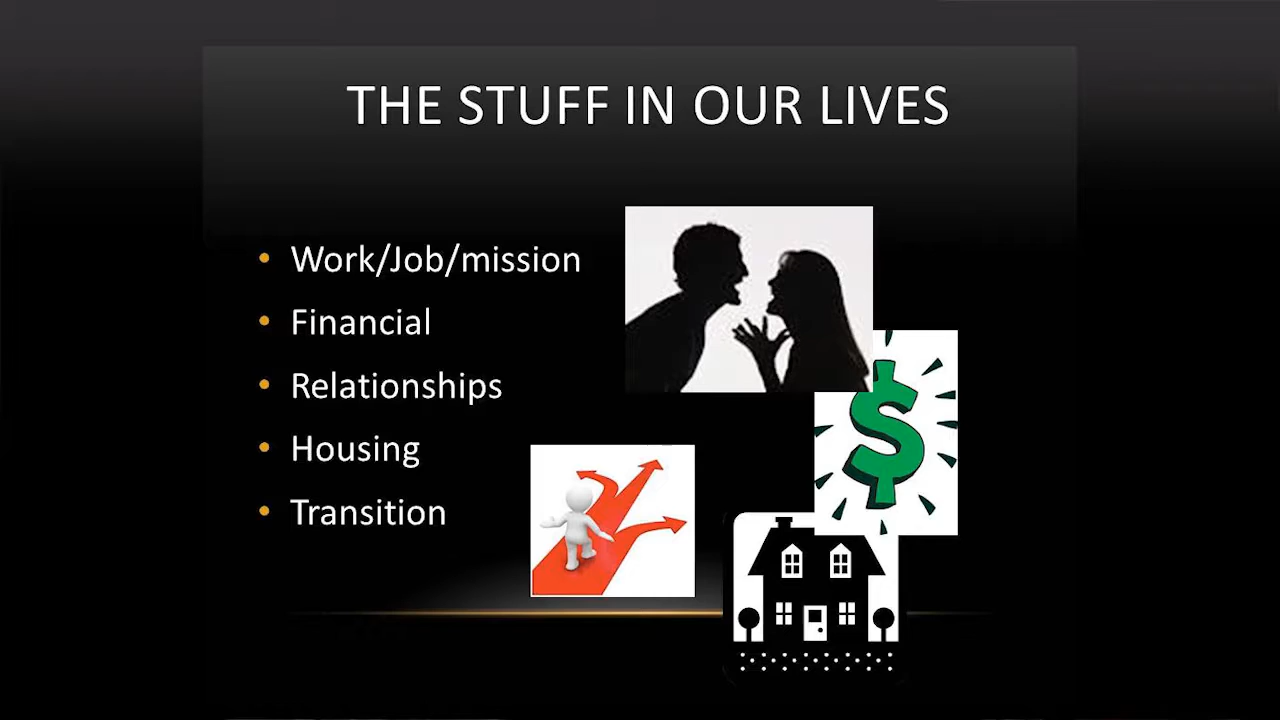 THE STUFF IN OUR LIVES
• Work/Job/mission
• Financial
• Relationships
• Housing
• Transition
$